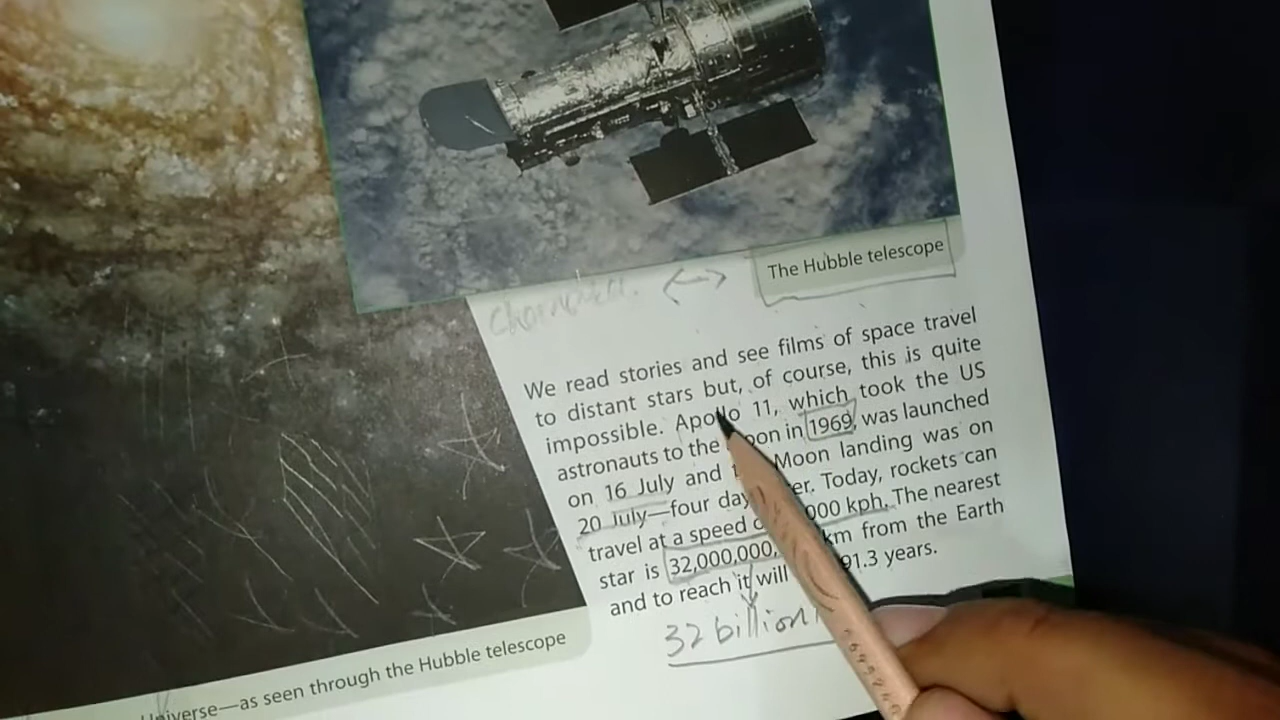 The Hubble telescope
We read stories and see films of space travel
to distant stars but, of course, this is quite
impossible. Apollo 11, which took the US
astronauts to the in 1969, was launched
on 16 July and Moon landing was on
20 July—four Today, rockets can
travel at a speed 000 kph. The nearest
star is 32,000,000, km from the Earth
and to reach it will 91.3 years.
32 billion
Universe—as seen through the Hubble telescope